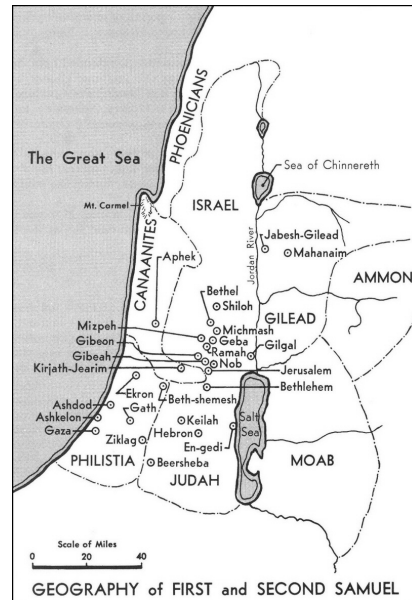 PHOENICIANS
The Great Sea
Sea of Chinnereth
Mt. Carmel
ISRAEL
CANAANITES
Jordan River
Jabesh-Gilead
Mahanaim
Aphek
AMMON
Bethel
Shiloh
GILEAD
Mizpeh
Michmash
Gibeon
Geba
Ramah
Gilgal
Gibeah
Nob
Kirjath-Jearim
Jerusalem
Bethlehem
Ekron
Beth-shemesh
Ashdod
Gath
Ashkelon
Keilah
Salt
Sea
Gaza
Ziklag
Hebron
En-gedi
PHILISTIA
Beersheba
MOAB
JUDAH
Scale of Miles
0 20 40
GEOGRAPHY of FIRST and SECOND SAMUEL